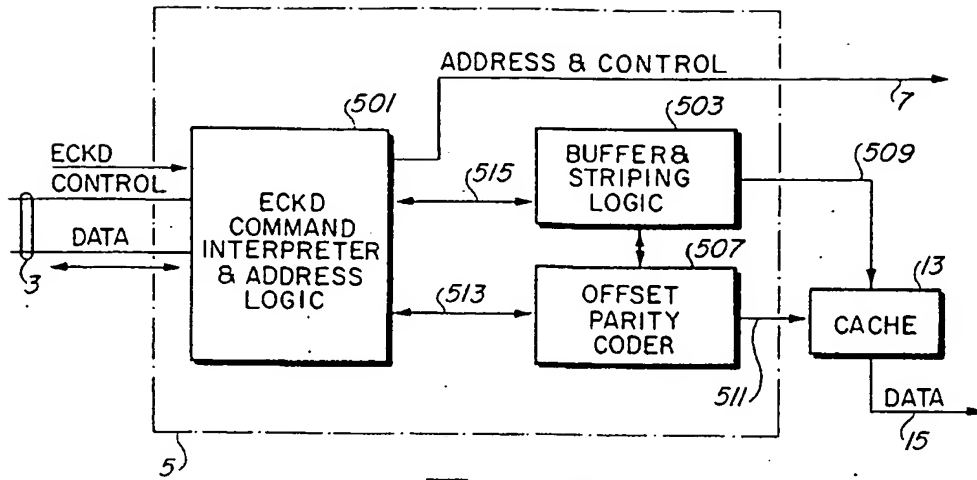 ADDRESS & CONTROL
7
501
503
ECKD
CONTROL
DATA
3
ECKD
COMMAND
INTERPRETER
& ADDRESS
LOGIC
515
BUFFER &
STRIPING
LOGIC
509
507
513
OFFSET
PARITY
CODER
511
13
CACHE
DATA
15
5